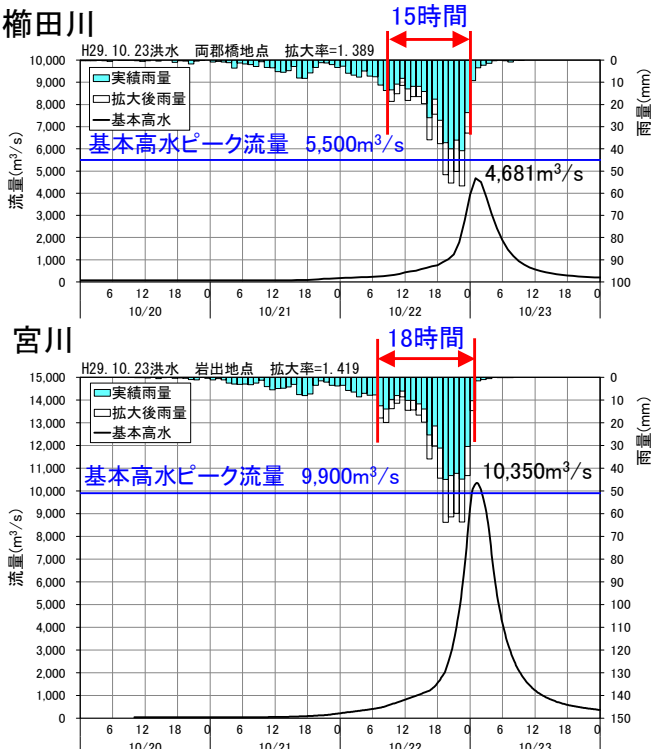 櫛田川
15時間
H29.10.23洪水 両郡橋地点 拡大率=1.389
実績雨量
拡大後雨量
基本高水
基本高水ピーク流量 5,500m³/s
4,681m³/s
流量(m³/s)
10,000
9,000
8,000
7,000
6,000
5,000
4,000
3,000
2,000
1,000
0
雨量(mm)
0
10
20
30
40
50
60
70
80
90
100
6 12 18 0 6 12 18 0 6 12 18 0 6 12 18 0
10/20 10/21 10/22 10/23
宮川
18時間
H29.10.23洪水 岩出地点 拡大率=1.419
実績雨量
拡大後雨量
基本高水
基本高水ピーク流量 9,900m³/s
10,350m³/s
流量(m³/s)
15,000
14,000
13,000
12,000
11,000
10,000
9,000
8,000
7,000
6,000
5,000
4,000
3,000
2,000
1,000
0
雨量(mm)
0
10
20
30
40
50
60
70
80
90
100
110
120
130
140
150
6 12 18 0 6 12 18 0 6 12 18 0 6 12 18 0
10/20 10/21 10/22 10/23